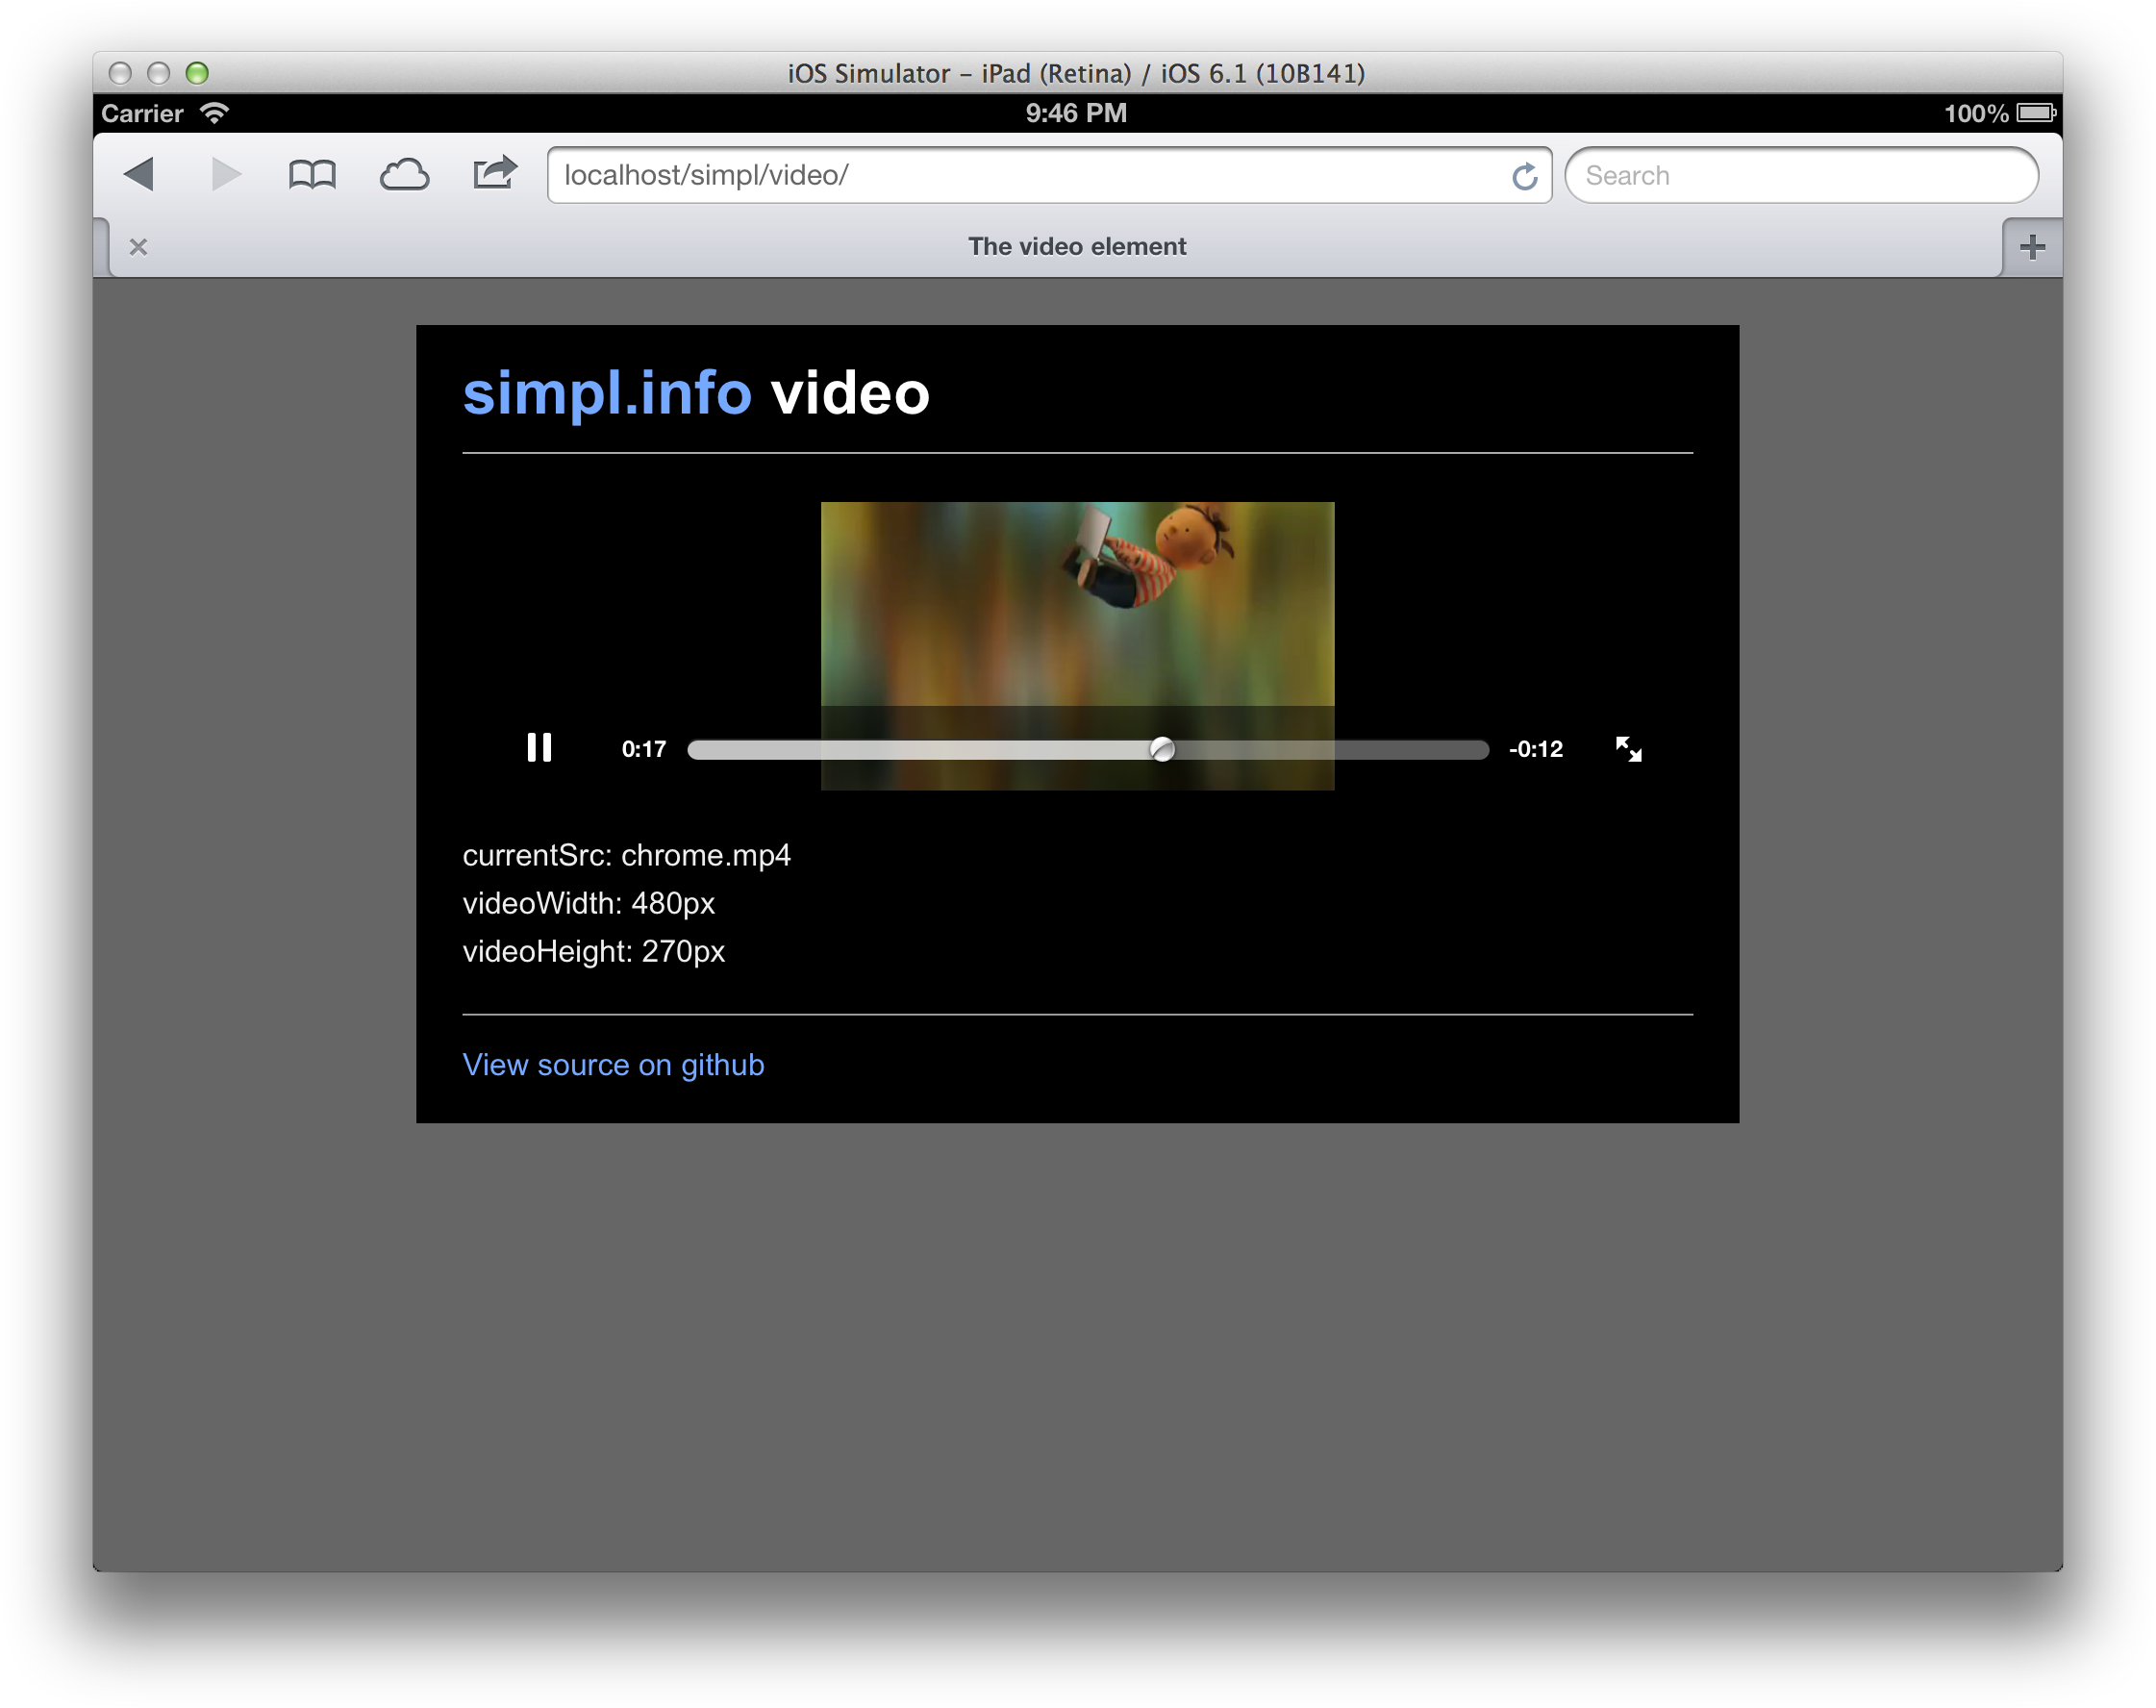 iOS Simulator – iPad (Retina) / iOS 6.1 (10B141)
Carrier 9:46 PM 100%
localhost/simpl/video/ Search
The video element
simpl.info video
0:17 -0:12
currentSrc: chrome.mp4
videoWidth: 480px
videoHeight: 270px
View source on github